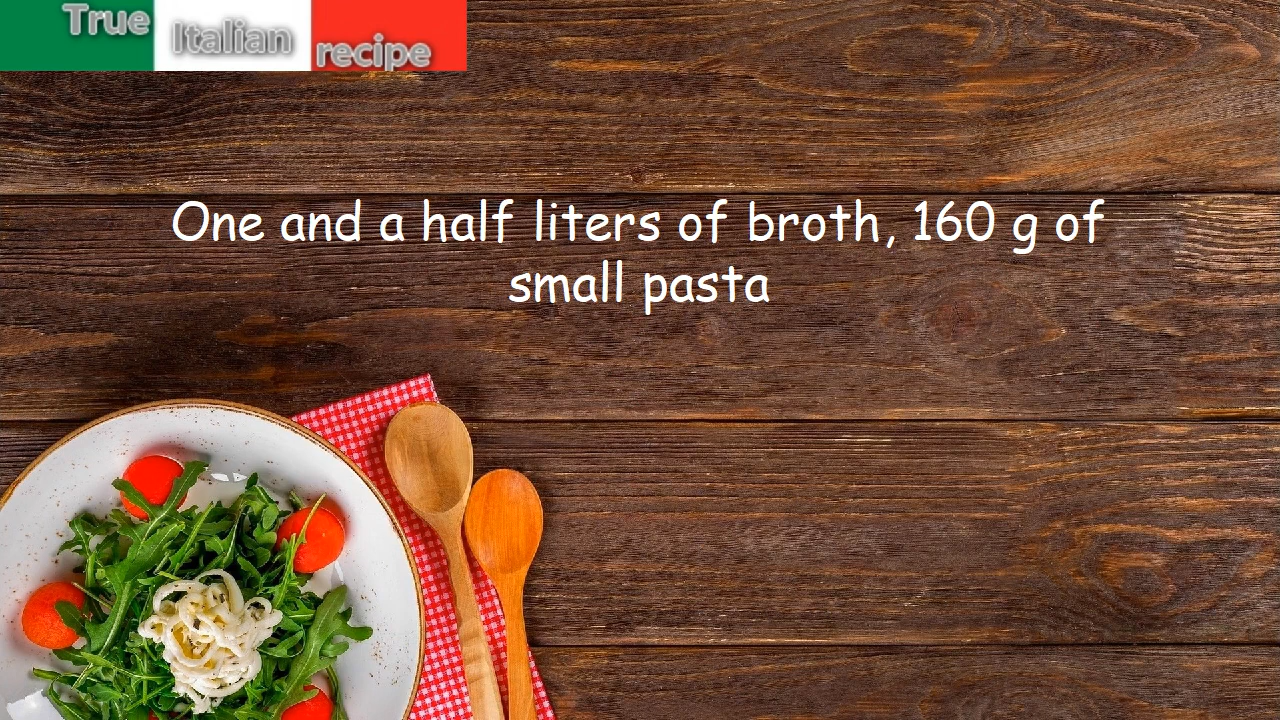 True Italian recipe
One and a half liters of broth, 160 g of
small pasta